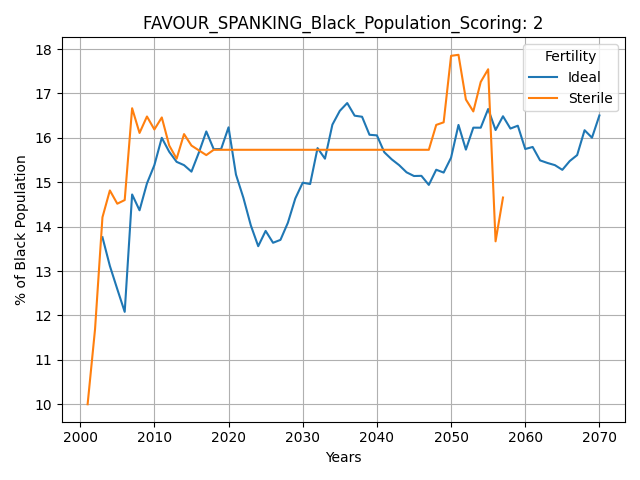 FAVOUR_SPANKING_Black_Population_Scoring: 2
Fertility
Ideal
Sterile
% of Black Population
18
17
16
15
14
13
12
11
10
2000 2010 2020 2030 2040 2050 2060 2070
Years